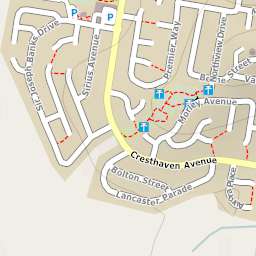 P
P
Sir Joseph Banks Drive
Sirius Avenue
Premier Way
Northview Drive
Street
Morley Avenue
Cresthaven Avenue
Bolton Street
Lancaster Parade
Place